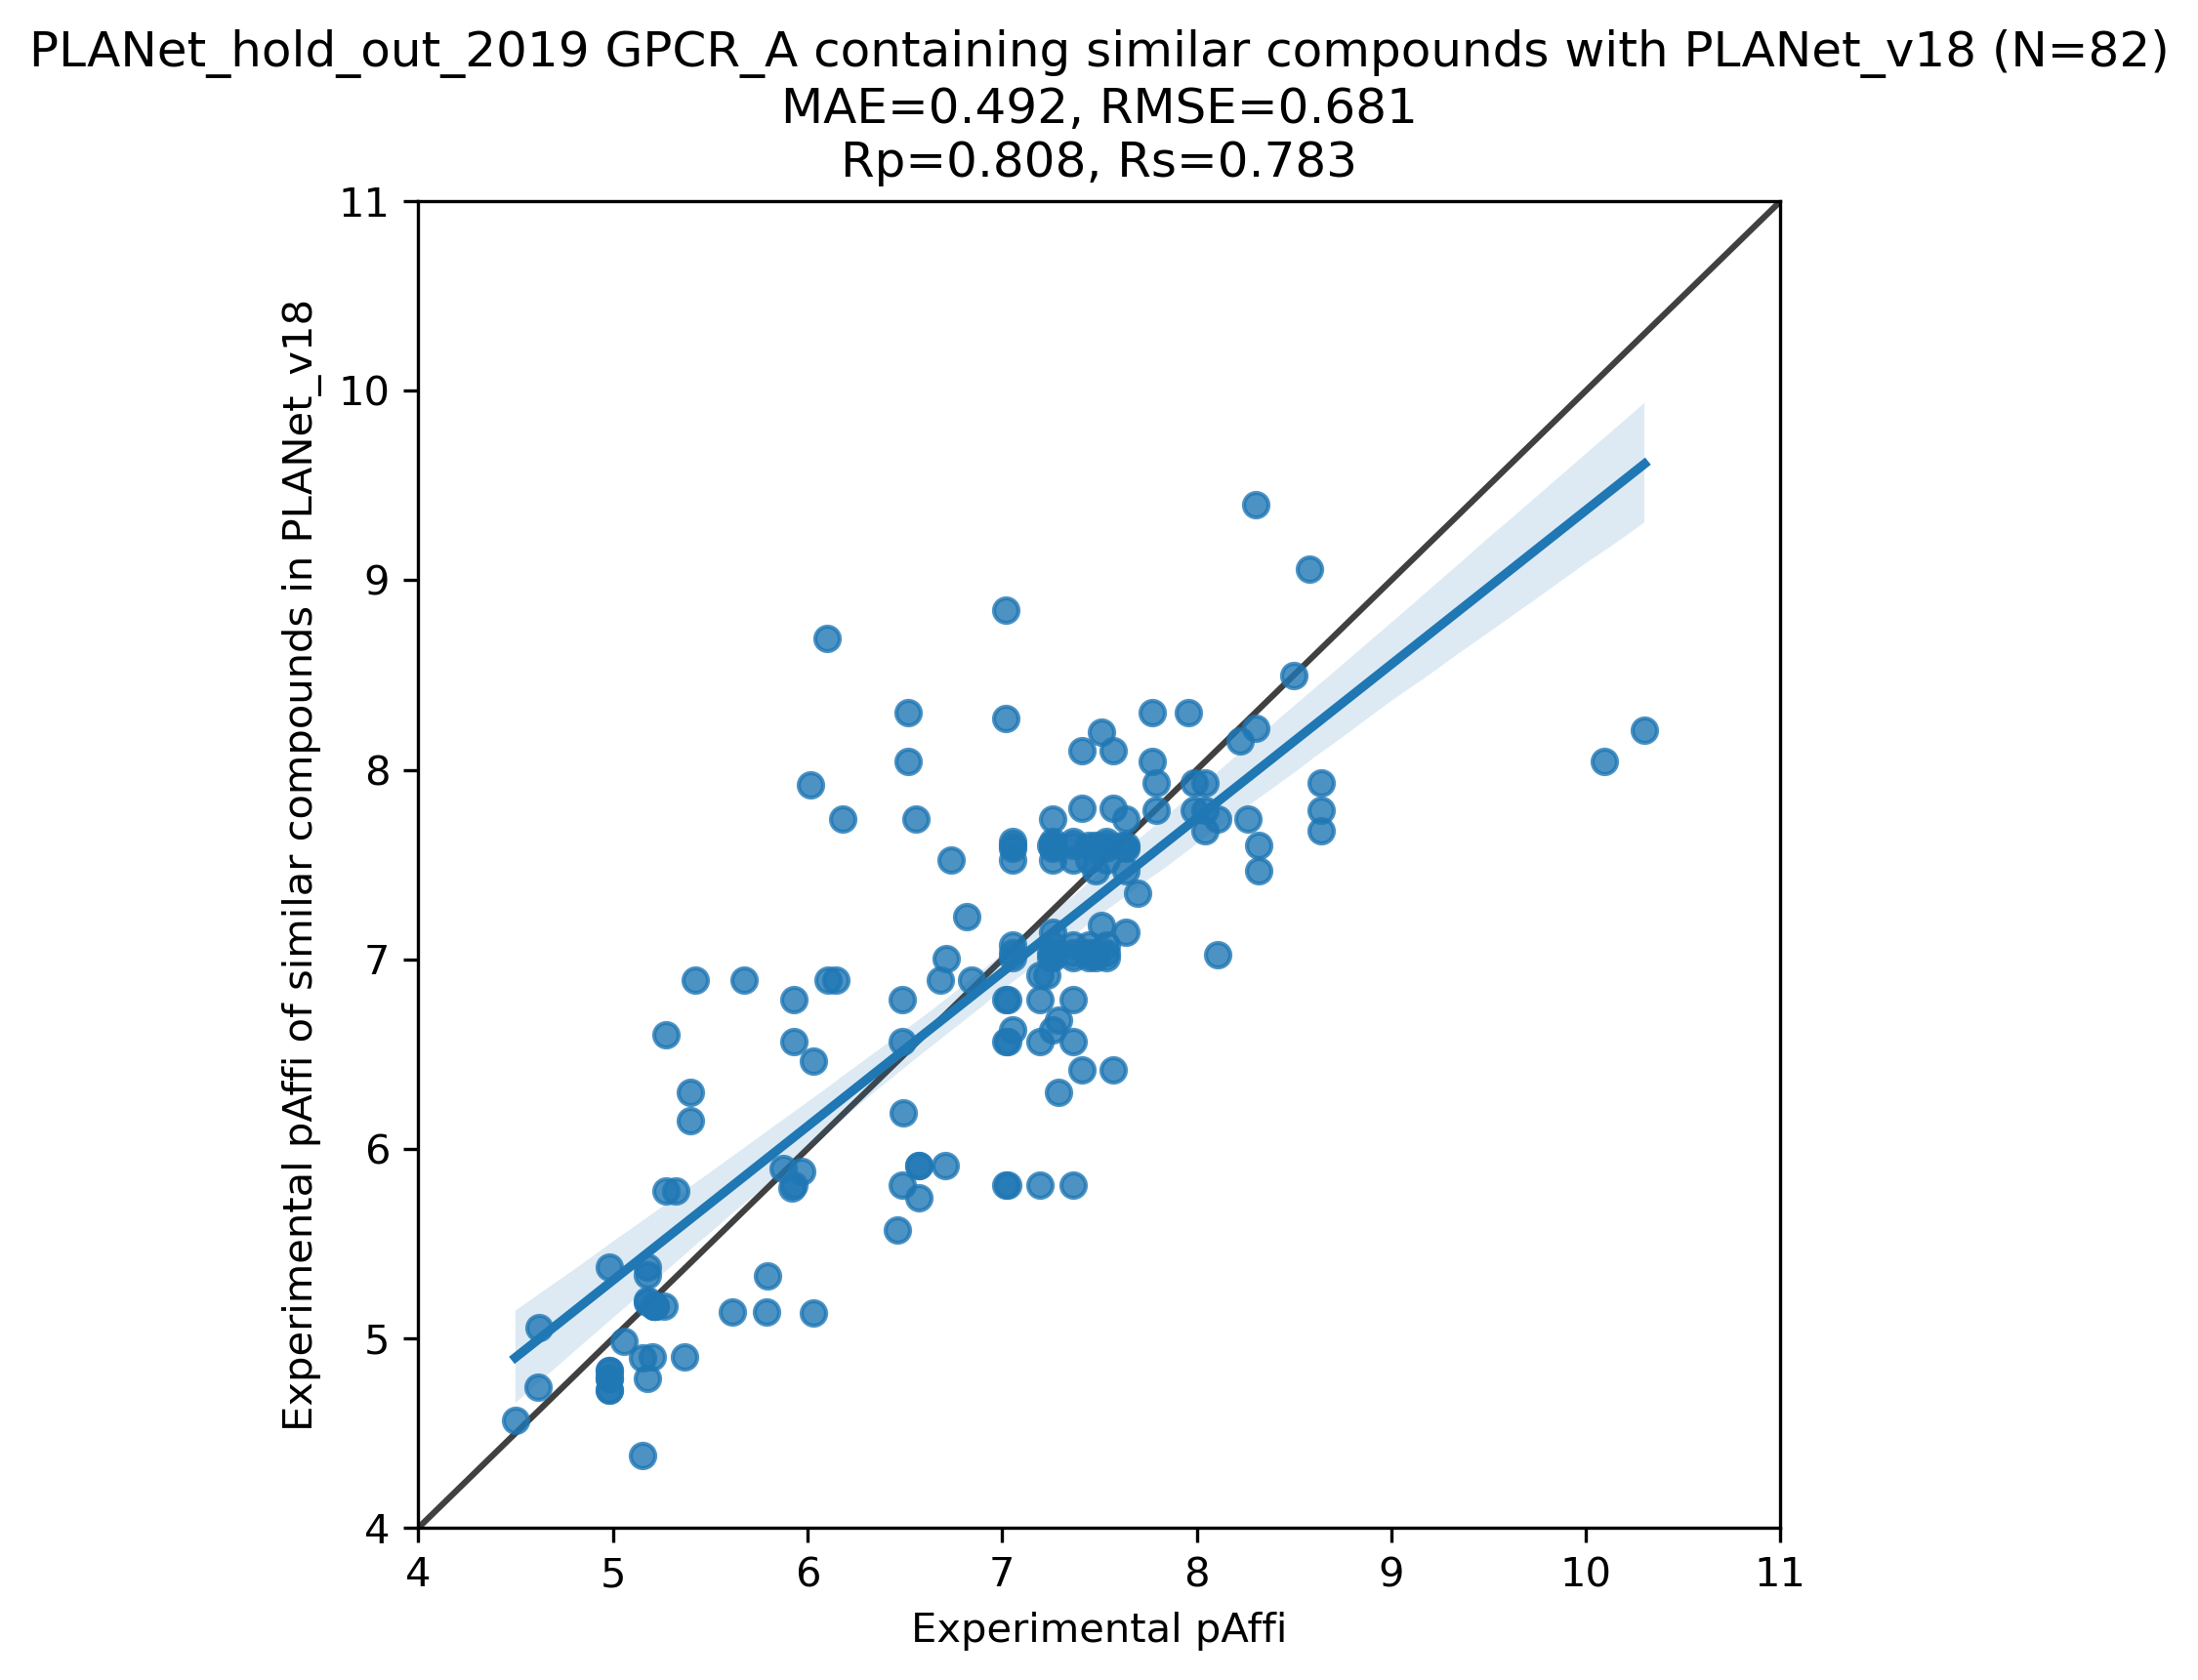 PLANet_hold_out_2019 GPCR_A containing similar compounds with PLANet_v18 (N=82)
MAE=0.492, RMSE=0.681
Rp=0.808, Rs=0.783
Experimental pAffi of similar compounds in PLANet_v18
11
10
9
8
7
6
5
4
4 5 6 7 8 9 10 11
Experimental pAffi